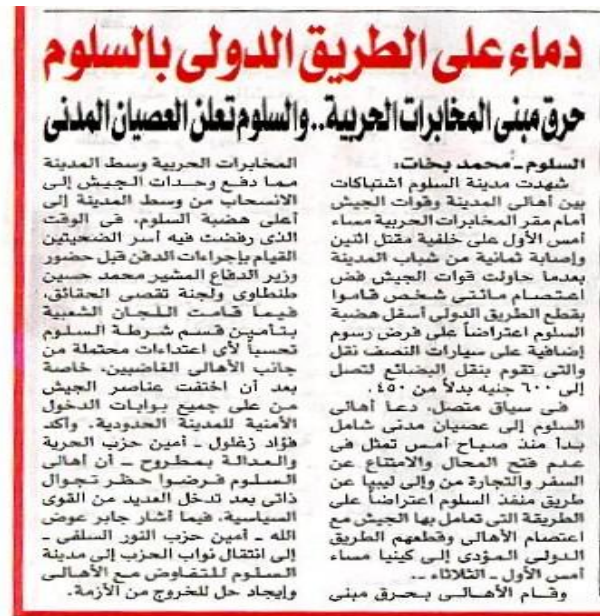 دماء على الطريق الدولى بالسلوم
حرق مبنى المخابرات الحربية.. والسلوم تعلن العصيان المدنى
السلوم ـ محمد بخات:
شهدت مدينة السلوم اشتباكات
بين أهالى المدينة وقوات الجيش
أمام مقر المخابرات الحربية مساء
أمس الأول على خلفية مقتل اثنين
وإصابة ثمانية من شباب المدينة
بعدما حاولت قوات الجيش فض
اعتصام مائتى شخص قاموا
بقطع الطريق الدولى أسفل هضبة
السلوم اعتراضاً على فرض رسوم
إضافية على سيارات النصف نقل
والتى تقوم بنقل البضائع لتصل
إلى ٦٠٠ جنيه بدلاً من ٤٥٠.
فى سياق متصل، دعا أهالى
السلوم إلى عصيان مدنى شامل
بدأ منذ صباح أمس تمثل فى
عدم فتح المحال والامتناع عن
السفر والتجارة من وإلى ليبيا عن
طريق منفذ السلوم اعتراضاً على
الطريقة التى تعامل بها الجيش مع
اعتصام الأهالى وقطعهم الطريق
الدولى المؤدى إلى كينيا مساء
أمس الأول ـ الثلاثاء ..
وقام الأهالى بحرق مبنى
المخابرات الحربية وسط المدينة
مما دفع وحدات الجيش إلى
الانسحاب من وسط المدينة إلى
أعلى هضبة السلوم، فى الوقت
الذى رفضت فيه أسر الضحيتين
القيام بإجراءات الدفن قبل حضور
وزير الدفاع المشير محمد حسين
طنطاوى ولجنة تقصى الحقائق،
فيما قامت اللجان الشعبية
بتأمين قسم شرطة السلوم
تحسباً لأى اعتداءات محتملة من
جانب الأهالى الغاضبين، خاصة
بعد أن اختفت عناصر الجيش
من على جميع بوابات الدخول
الأمنية للمدينة الحدودية، وأكد
فؤاد زغلول ـ أمين حزب الحرية
والعدالة بمطروح ـ أن أهالى
السلوم فرضوا حظر تجوال
ذاتى بعد تدخل العديد من القوى
السياسية، فيما أشار جابر عوض
الله ـ أمين حزب النور السلفى ـ
إلى انتقال نواب الحزب إلى مدينة
السلوم للتفاوض مع الأهالى
وإيجاد حل للخروج من الأزمة.